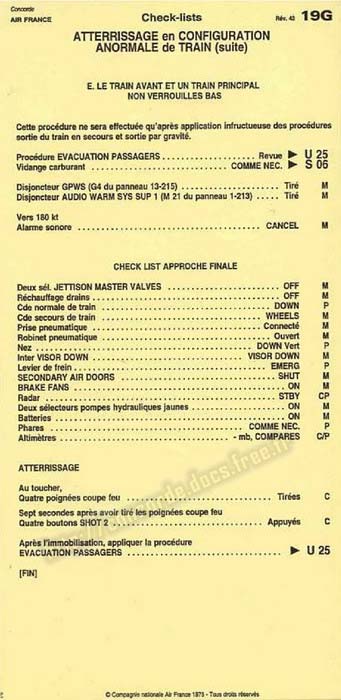 Concorde
AIR FRANCE
Check-lists
Rév. 43 19G
ATTERRISSAGE en CONFIGURATION
ANORMALE de TRAIN (suite)
E. LE TRAIN AVANT ET UN TRAIN PRINCIPAL
NON VERROUILLES BAS
Cette procédure ne sera effectuée qu'après application infructueuse des procédures
sortie du train en secours et sortie par gravité.
Procédure EVACUATION PASSAGERS .................... Revue ► U 25
Vidange carburant .................... COMME NEC. ► S 06
Disjoncteur GPWS (G4 du panneau 13-215) .................... Tiré M
Disjoncteur AUDIO WARM SYS SUP 1 (M 21 du panneau 1-213) ..... Tiré M
Vers 180 kt
Alarme sonore .................... CANCEL M
CHECK LIST APPROCHE FINALE
Deux sél. JETTISON MASTER VALVES .................... OFF M
Réchauffage drains .................... OFF M
Cde normale de train .................... DOWN P
Cde secours de train .................... WHEELS M
Prise pneumatique .................... Connecté M
Robinet pneumatique .................... Ouvert M
Nez .................... DOWN Vert P
Inter VISOR DOWN .................... VISOR DOWN M
Levier de frein .................... EMERG P
SECONDARY AIR DOORS .................... SHUT M
BRAKE FANS .................... ON M
Radar .................... STBY CP
Deux sélecteurs pompes hydrauliques jaunes .................... ON M
Batteries .................... ON M
Phares .................... COMME NEC. P
Altimètres .................... - mb, COMPARES C/P
ATTERRISSAGE
Au toucher,
Quatre poignées coupe feu .................... Tirées C
Sept secondes après avoir tiré les poignées coupe feu
Quatre boutons SHOT 2 .................... Appuyés C
Après l'immobilisation, appliquer la procédure
EVACUATION PASSAGERS .................... ► U 25
[FIN]
© Compagnie nationale Air France 1975 - Tous droits réservés